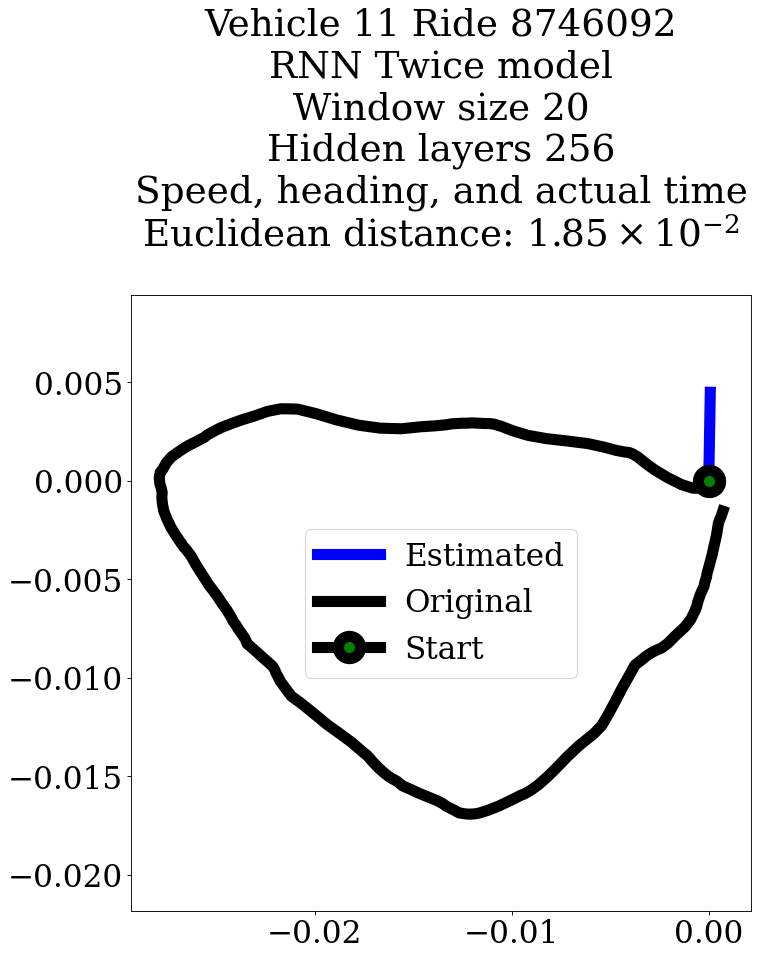 Vehicle 11 Ride 8746092
RNN Twice model
Window size 20
Hidden layers 256
Speed, heading, and actual time
Euclidean distance: 1.85 × 10⁻²
0.005
0.000
−0.005
−0.010
−0.015
−0.020
Estimated
Original
Start
−0.02
−0.01
0.00